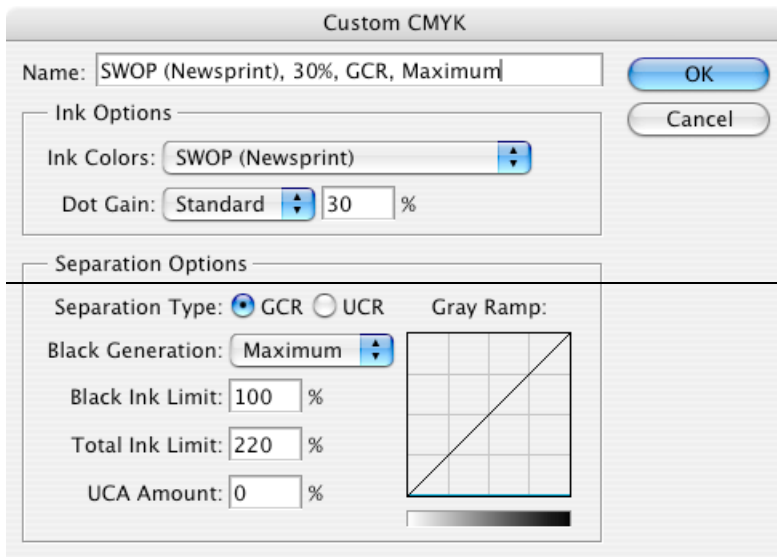 Custom CMYK
Name: SWOP (Newsprint), 30%, GCR, Maximum
OK
Cancel
Ink Options
Ink Colors: SWOP (Newsprint)
Dot Gain: Standard 30 %
Separation Options
Separation Type: GCR UCR
Gray Ramp:
Black Generation: Maximum
Black Ink Limit: 100 %
Total Ink Limit: 220 %
UCA Amount: 0 %